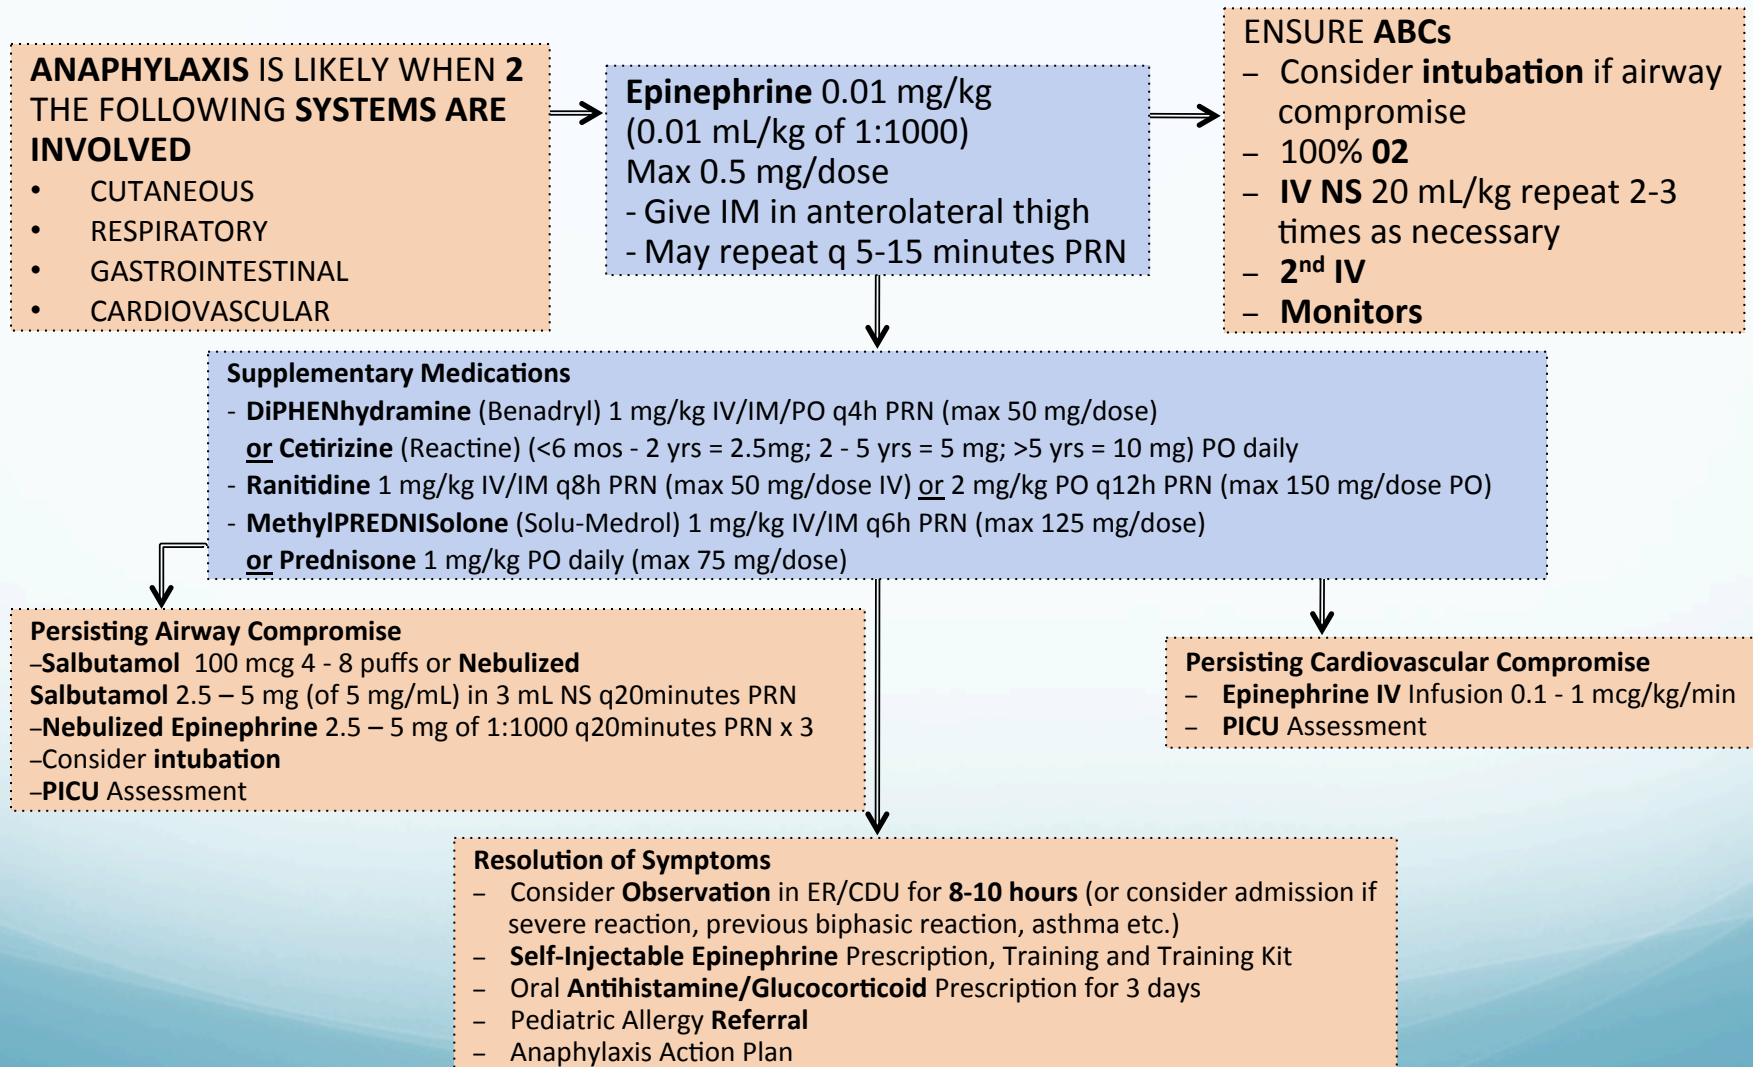 ANAPHYLAXIS IS LIKELY WHEN 2
THE FOLLOWING SYSTEMS ARE
INVOLVED
• CUTANEOUS
• RESPIRATORY
• GASTROINTESTINAL
• CARDIOVASCULAR
Epinephrine 0.01 mg/kg
(0.01 mL/kg of 1:1000)
Max 0.5 mg/dose
- Give IM in anterolateral thigh
- May repeat q 5-15 minutes PRN
ENSURE ABCs
– Consider intubation if airway
compromise
– 100% 02
– IV NS 20 mL/kg repeat 2-3
times as necessary
– 2nd IV
– Monitors
Supplementary Medications
- DiPHENhydramine (Benadryl) 1 mg/kg IV/IM/PO q4h PRN (max 50 mg/dose)
or Cetirizine (Reactine) (<6 mos - 2 yrs = 2.5mg; 2 - 5 yrs = 5 mg; >5 yrs = 10 mg) PO daily
- Ranitidine 1 mg/kg IV/IM q8h PRN (max 50 mg/dose IV) or 2 mg/kg PO q12h PRN (max 150 mg/dose PO)
- MethylPREDNISolone (Solu-Medrol) 1 mg/kg IV/IM q6h PRN (max 125 mg/dose)
or Prednisone 1 mg/kg PO daily (max 75 mg/dose)
Persisting Airway Compromise
–Salbutamol 100 mcg 4 - 8 puffs or Nebulized
Salbutamol 2.5 – 5 mg (of 5 mg/mL) in 3 mL NS q20minutes PRN
–Nebulized Epinephrine 2.5 – 5 mg of 1:1000 q20minutes PRN x 3
–Consider intubation
–PICU Assessment
Persisting Cardiovascular Compromise
– Epinephrine IV Infusion 0.1 - 1 mcg/kg/min
– PICU Assessment
Resolution of Symptoms
– Consider Observation in ER/CDU for 8-10 hours (or consider admission if
severe reaction, previous biphasic reaction, asthma etc.)
– Self-Injectable Epinephrine Prescription, Training and Training Kit
– Oral Antihistamine/Glucocorticoid Prescription for 3 days
– Pediatric Allergy Referral
– Anaphylaxis Action Plan